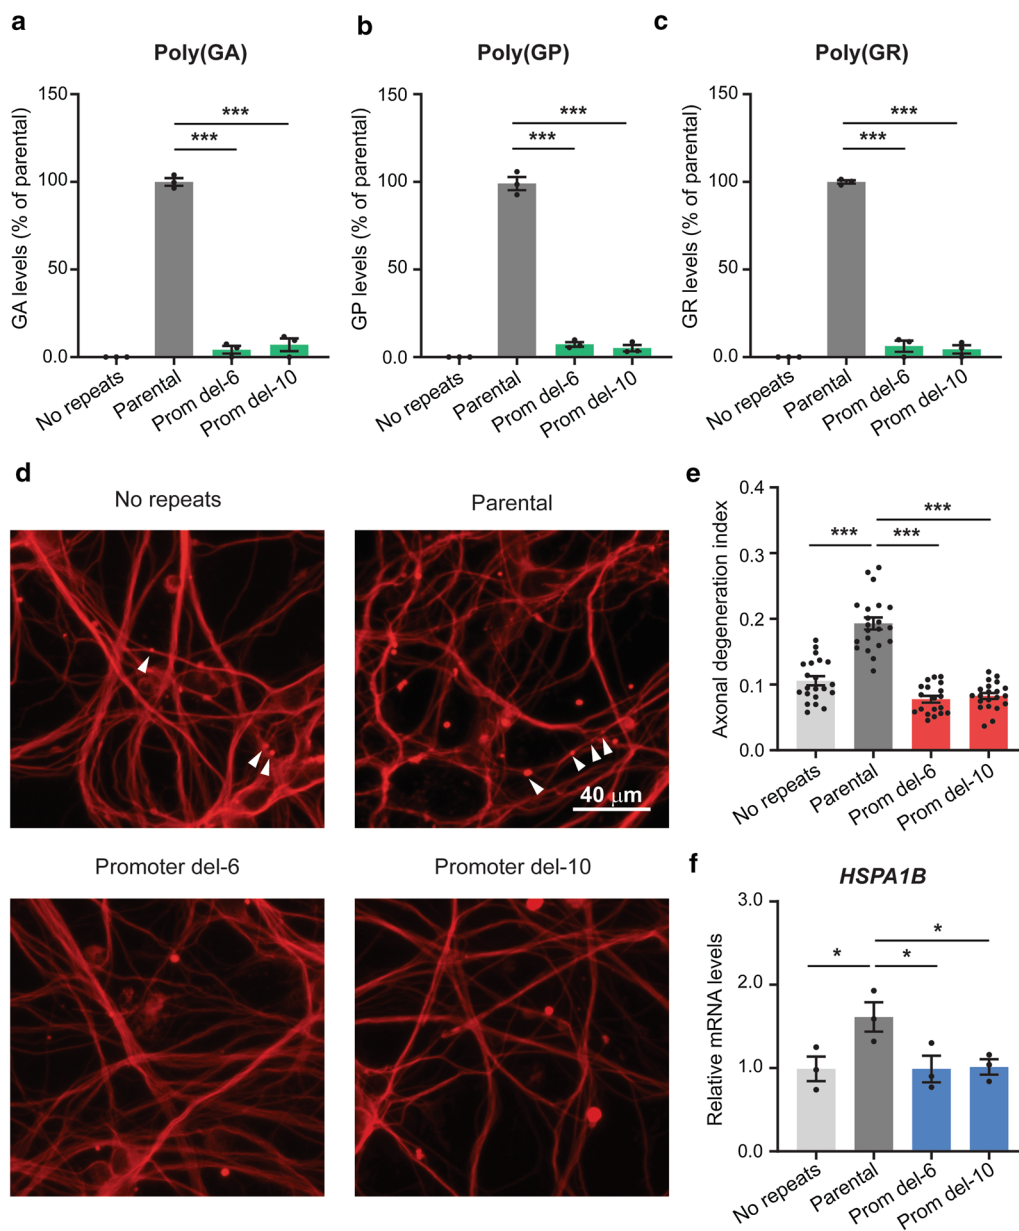 a
Poly(GA)
GA levels (% of parental)
150
100
50
0.0
***
***
No repeats
Parental
Prom del-6
Prom del-10
b
Poly(GP)
GP levels (% of parental)
150
100
50
0.0
***
***
No repeats
Parental
Prom del-6
Prom del-10
c
Poly(GR)
GR levels (% of parental)
150
100
50
0.0
***
***
No repeats
Parental
Prom del-6
Prom del-10
d
No repeats
Parental
40 μm
Promoter del-6
Promoter del-10
e
Axonal degeneration index
0.4
0.3
0.2
0.1
0.0
***
***
***
No repeats
Parental
Prom del-6
Prom del-10
f
HSPA1B
Relative mRNA levels
3.0
2.0
1.0
0.0
*
*
*
No repeats
Parental
Prom del-6
Prom del-10